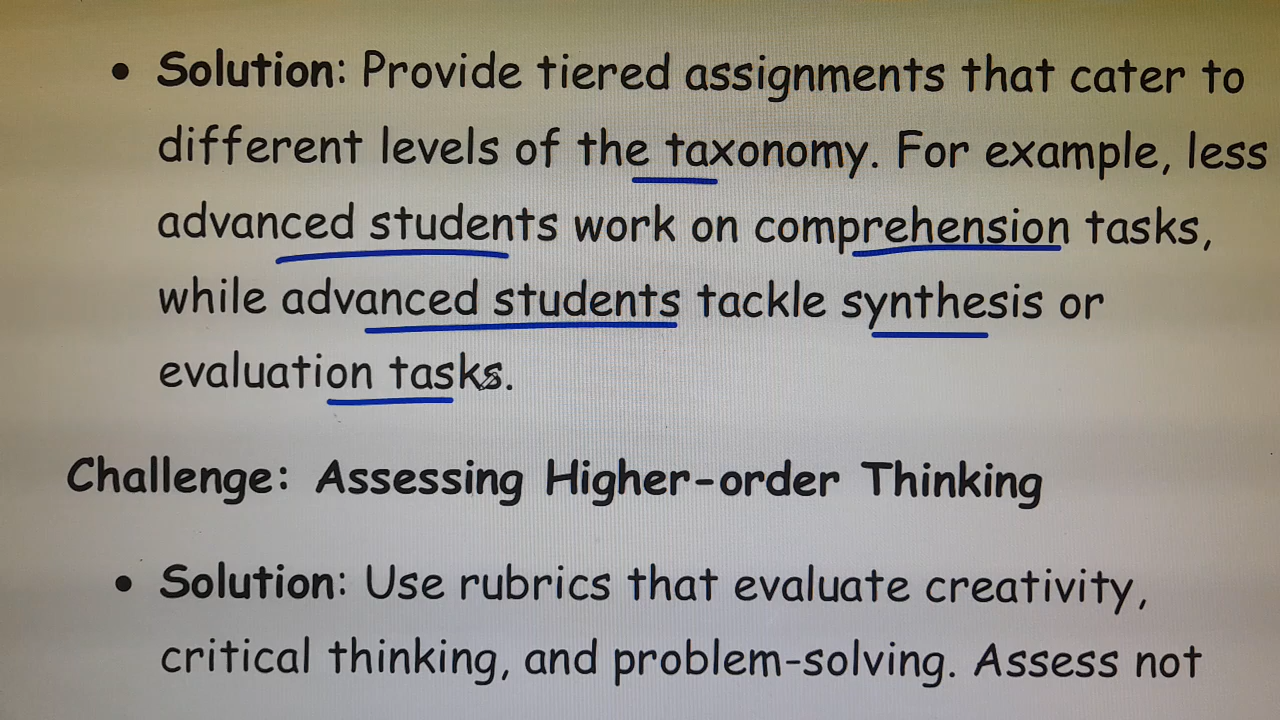 • Solution: Provide tiered assignments that cater to
different levels of the taxonomy. For example, less
advanced students work on comprehension tasks,
while advanced students tackle synthesis or
evaluation tasks.
Challenge: Assessing Higher-order Thinking
• Solution: Use rubrics that evaluate creativity,
critical thinking, and problem-solving. Assess not